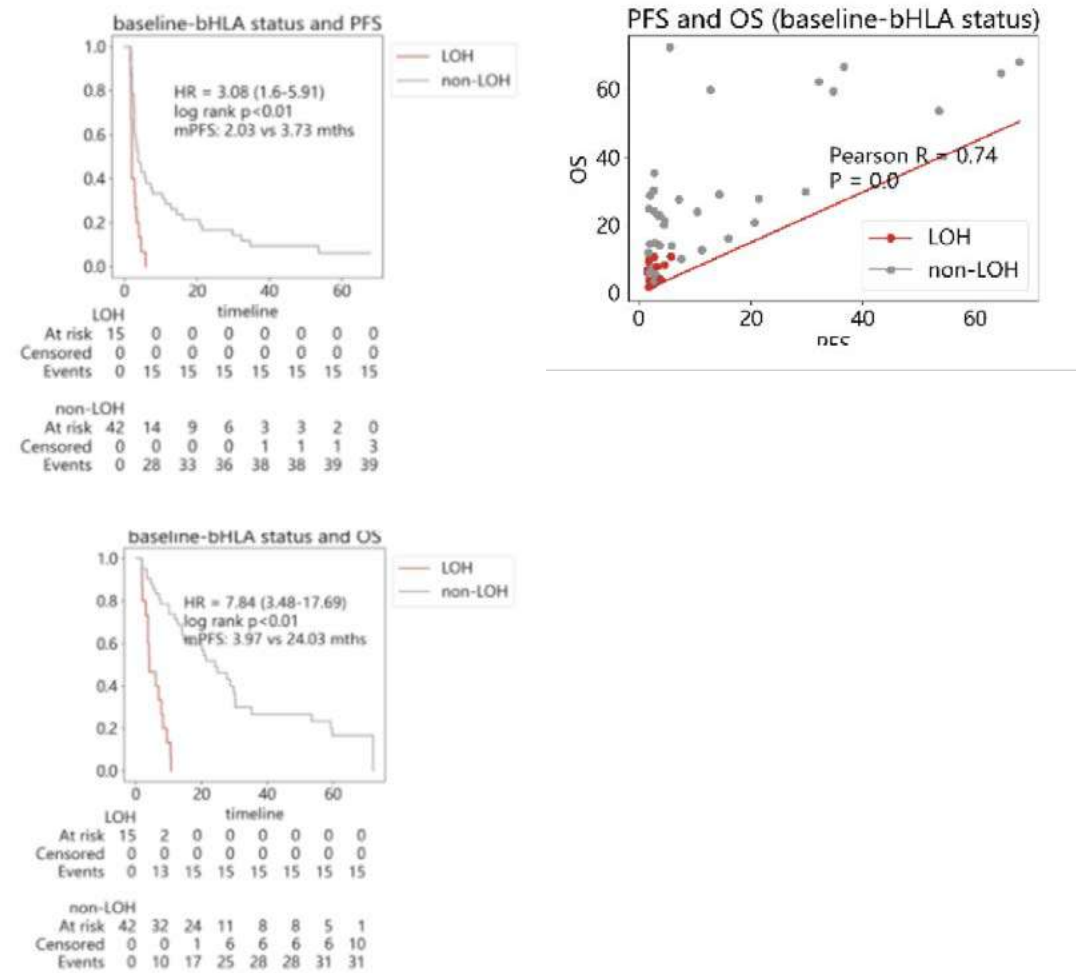 baseline-bHLA status and PFS
1.0
0.8
0.6
0.4
0.2
0.0
HR = 3.08 (1.6-5.91)
log rank p<0.01
mPFS: 2.03 vs 3.73 mths
LOH
non-LOH
0 20 40 60
timeline
LOH
At risk 15 0 0 0 0 0 0 0
Censored 0 0 0 0 0 0 0 0
Events 0 15 15 15 15 15 15 15
non-LOH
At risk 42 14 9 6 3 3 2 0
Censored 0 0 0 0 1 1 1 3
Events 0 28 33 36 38 38 39 39
PFS and OS (baseline-bHLA status)
OS
60
40
20
0
Pearson R = 0.74
P = 0.0
LOH
non-LOH
0 20 40 60
PFS
baseline-bHLA status and OS
1.0
0.8
0.6
0.4
0.2
0.0
HR = 7.84 (3.48-17.69)
log rank p<0.01
mPFS: 3.97 vs 24.03 mths
LOH
non-LOH
0 20 40 60
timeline
LOH
At risk 15 2 0 0 0 0 0 0
Censored 0 0 0 0 0 0 0 0
Events 0 13 15 15 15 15 15 15
non-LOH
At risk 42 32 24 11 8 8 5 1
Censored 0 0 1 6 6 6 6 10
Events 0 10 17 25 28 28 31 31